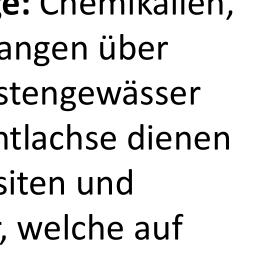 e: Chemikalien,
angen über
stengewässer
ntlachse dienen
siten und
, welche auf